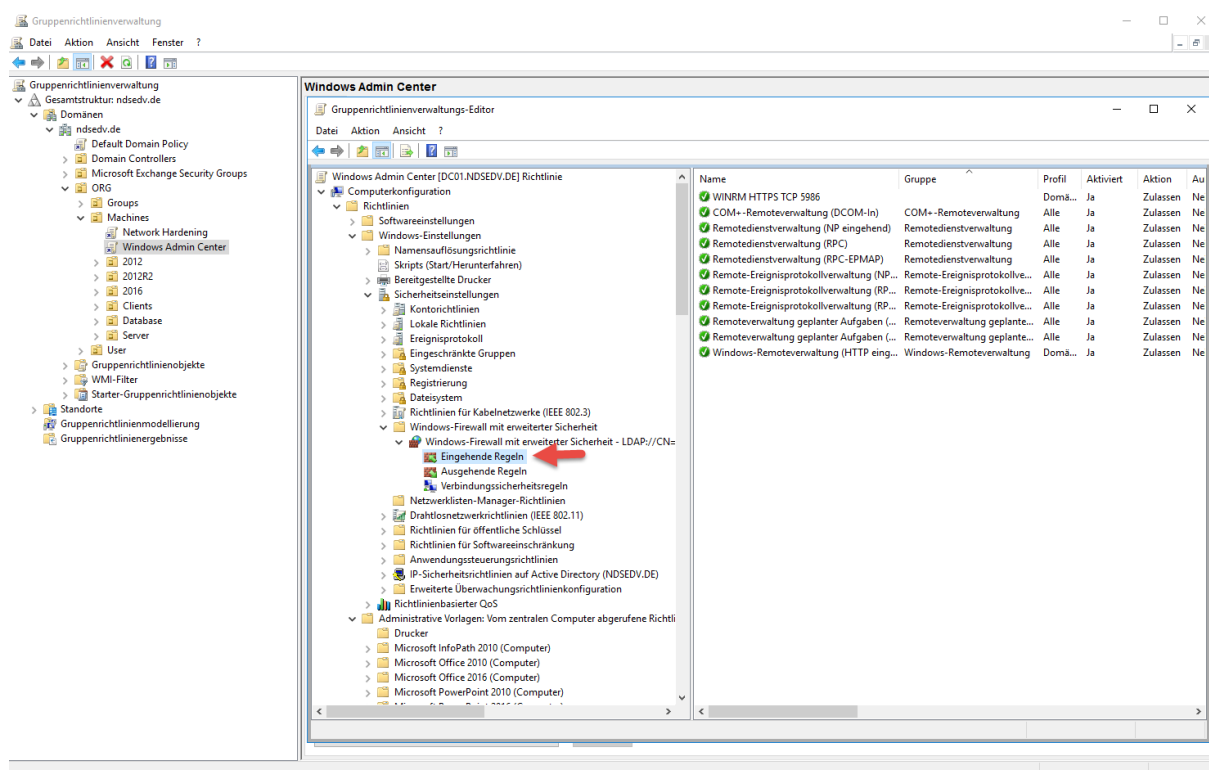 Gruppenrichtlinienverwaltung
Datei Aktion Ansicht Fenster ?
Gruppenrichtlinienverwaltung
Gesamtstruktur: ndsedv.de
Domänen
ndsedv.de
Default Domain Policy
Domain Controllers
Microsoft Exchange Security Groups
ORG
Groups
Machines
Network Hardening
Windows Admin Center
2012
2012R2
2016
Clients
Database
Server
User
Gruppenrichtlinienobjekte
WMI-Filter
Starter-Gruppenrichtlinienobjekte
Standorte
Gruppenrichtlinienmodellierung
Gruppenrichtlinienergebnisse
Windows Admin Center
Gruppenrichtlinienverwaltungs-Editor
Datei Aktion Ansicht ?
Windows Admin Center [DC01.NDSEDV.DE] Richtlinie
Computerkonfiguration
Richtlinien
Softwareeinstellungen
Windows-Einstellungen
Namensauflösungsrichtlinie
Skripts (Start/Herunterfahren)
Bereitgestellte Drucker
Sicherheitseinstellungen
Kontorichtlinien
Lokale Richtlinien
Ereignisprotokoll
Eingeschränkte Gruppen
Systemdienste
Registrierung
Dateisystem
Richtlinien für Kabelnetzwerke (IEEE 802.3)
Windows-Firewall mit erweiterter Sicherheit
Windows-Firewall mit erweiterter Sicherheit - LDAP://CN=
Eingehende Regeln
Ausgehende Regeln
Verbindungssicherheitsregeln
Netzwerklisten-Manager-Richtlinien
Drahtlosnetzwerkrichtlinien (IEEE 802.11)
Richtlinien für öffentliche Schlüssel
Richtlinien für Softwareeinschränkung
Anwendungssteuerungsrichtlinien
IP-Sicherheitsrichtlinien auf Active Directory (NDSEDV.DE)
Erweiterte Überwachungsrichtlinienkonfiguration
Richtlinienbasierter QoS
Administrative Vorlagen: Vom zentralen Computer abgerufene Richtli
Drucker
Microsoft InfoPath 2010 (Computer)
Microsoft Office 2010 (Computer)
Microsoft Office 2016 (Computer)
Microsoft PowerPoint 2010 (Computer)
Name Gruppe Profil Aktiviert Aktion Au
WINRM HTTPS TCP 5986 Domä... Ja Zulassen Ne
COM+-Remoteverwaltung (DCOM-In) COM+-Remoteverwaltung Alle Ja Zulassen Ne
Remotedienstverwaltung (NP eingehend) Remotedienstverwaltung Alle Ja Zulassen Ne
Remotedienstverwaltung (RPC) Remotedienstverwaltung Alle Ja Zulassen Ne
Remotedienstverwaltung (RPC-EPMAP) Remotedienstverwaltung Alle Ja Zulassen Ne
Remote-Ereignisprotokollverwaltung (NP... Remote-Ereignisprotokollve... Alle Ja Zulassen Ne
Remote-Ereignisprotokollverwaltung (RP... Remote-Ereignisprotokollve... Alle Ja Zulassen Ne
Remote-Ereignisprotokollverwaltung (RP... Remote-Ereignisprotokollve... Alle Ja Zulassen Ne
Remoteverwaltung geplanter Aufgaben (... Remoteverwaltung geplante... Alle Ja Zulassen Ne
Remoteverwaltung geplanter Aufgaben (... Remoteverwaltung geplante... Alle Ja Zulassen Ne
Windows-Remoteverwaltung (HTTP eing... Windows-Remoteverwaltung Domä... Ja Zulassen Ne